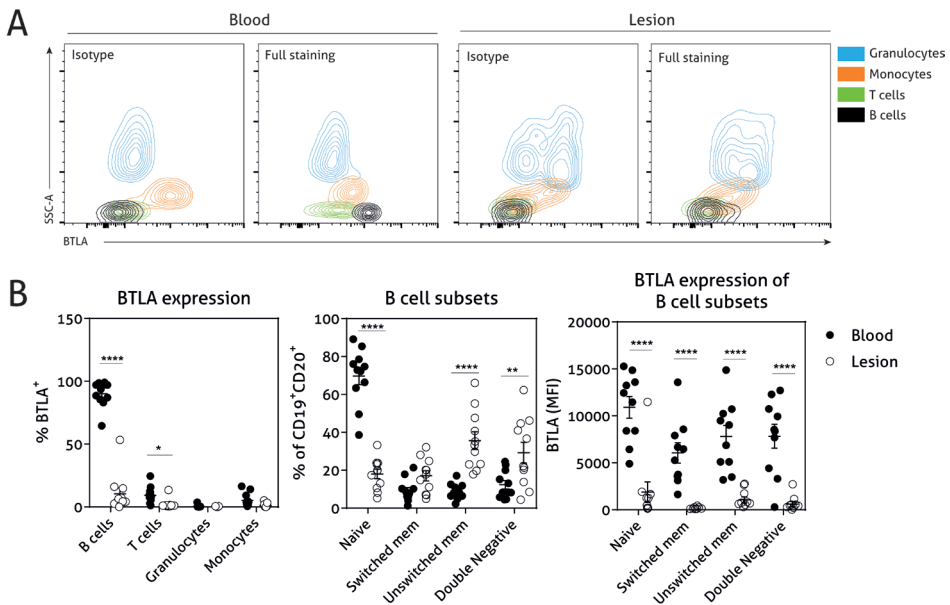 A
Blood
Lesion
Isotype
Full staining
Isotype
Full staining
Granulocytes
Monocytes
T cells
B cells
SSC-A
BTLA
B
BTLA expression
% BTLA+
150
100
50
0
****
*
B cells
T cells
Granulocytes
Monocytes
B cell subsets
% of CD19+CD20+
100
80
60
40
20
0
****
****
**
Naive
Switched mem
Unswitched mem
Double Negative
BTLA expression of
B cell subsets
BTLA (MFI)
20000
15000
10000
5000
0
****
****
****
****
Naive
Switched mem
Unswitched mem
Double Negative
Blood
Lesion